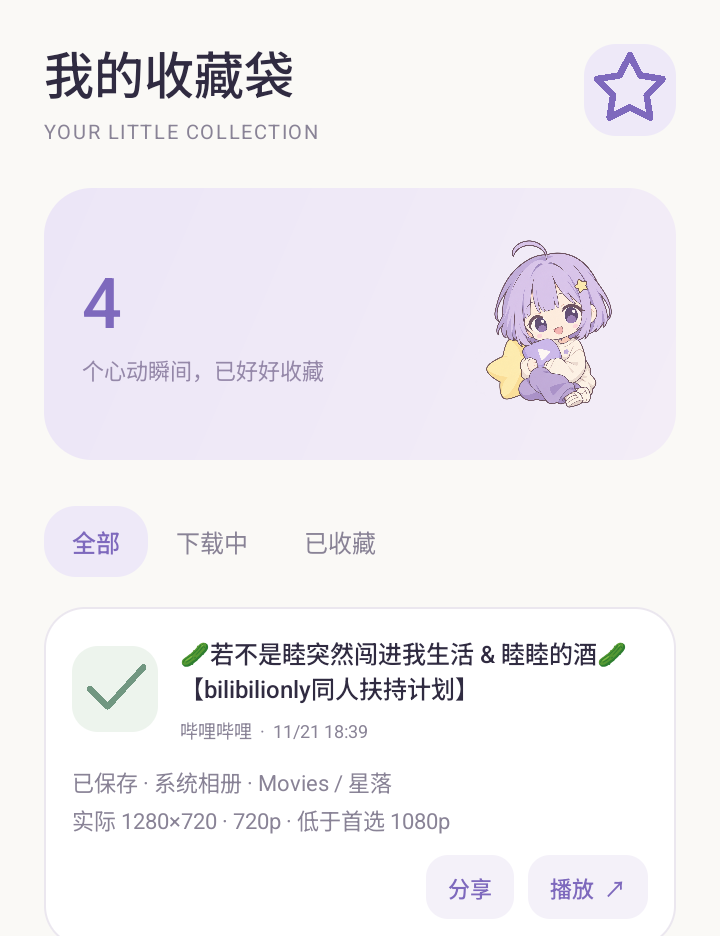 我的收藏袋
YOUR LITTLE COLLECTION
4
个心动瞬间，已好好收藏
全部
下载中
已收藏
🥒若不是睦突然闯进我生活 & 睦睦的酒🥒
【bilibilionly同人扶持计划】
哔哩哔哩 · 11/21 18:39
已保存 · 系统相册 · Movies / 星落
实际 1280×720 · 720p · 低于首选 1080p
分享
播放 ↗